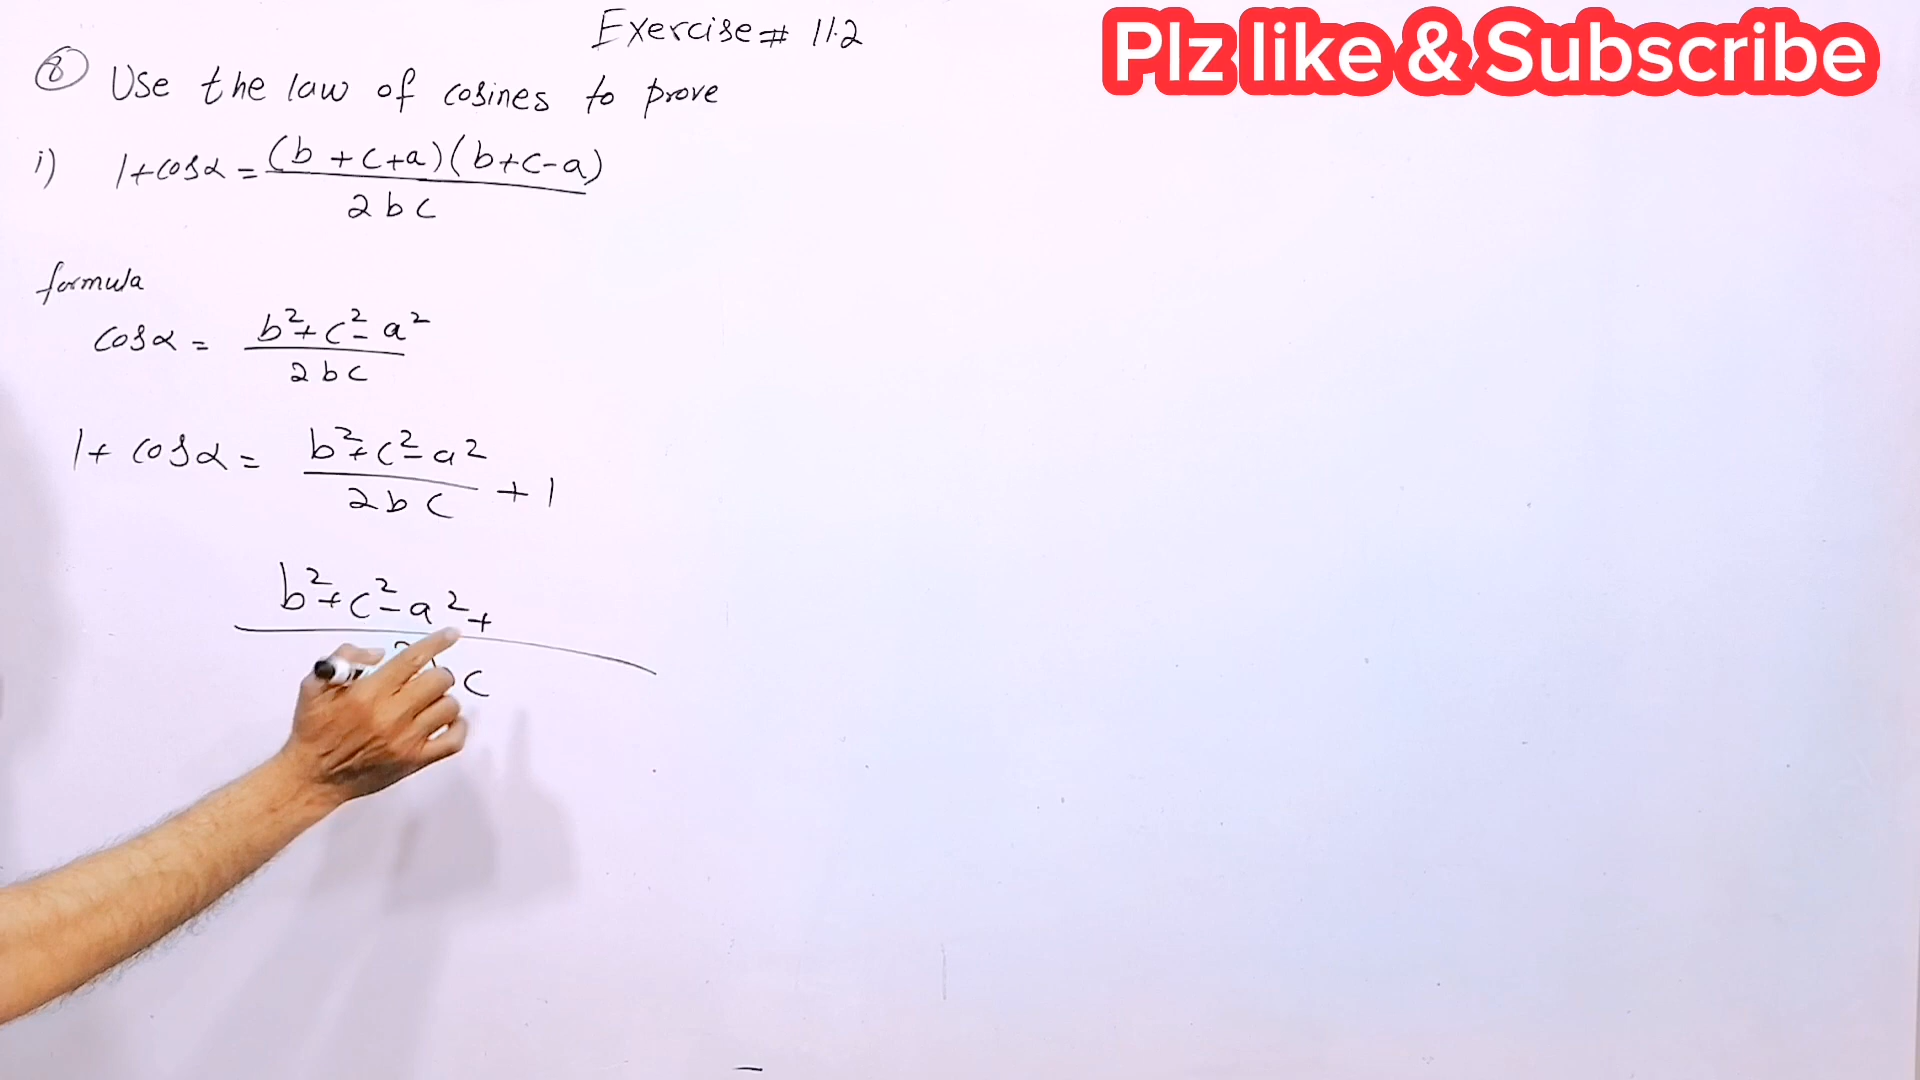 Exercise # 11.2
Plz like & Subscribe
⑧ Use the law of cosines to prove
i) 1+cosα = (b+c+a)(b+c-a)
2bc
formula
cosα = b²+c²-a²
2bc
1+cosα = b²+c²-a²
2bc + 1
b²+c²-a²+
c